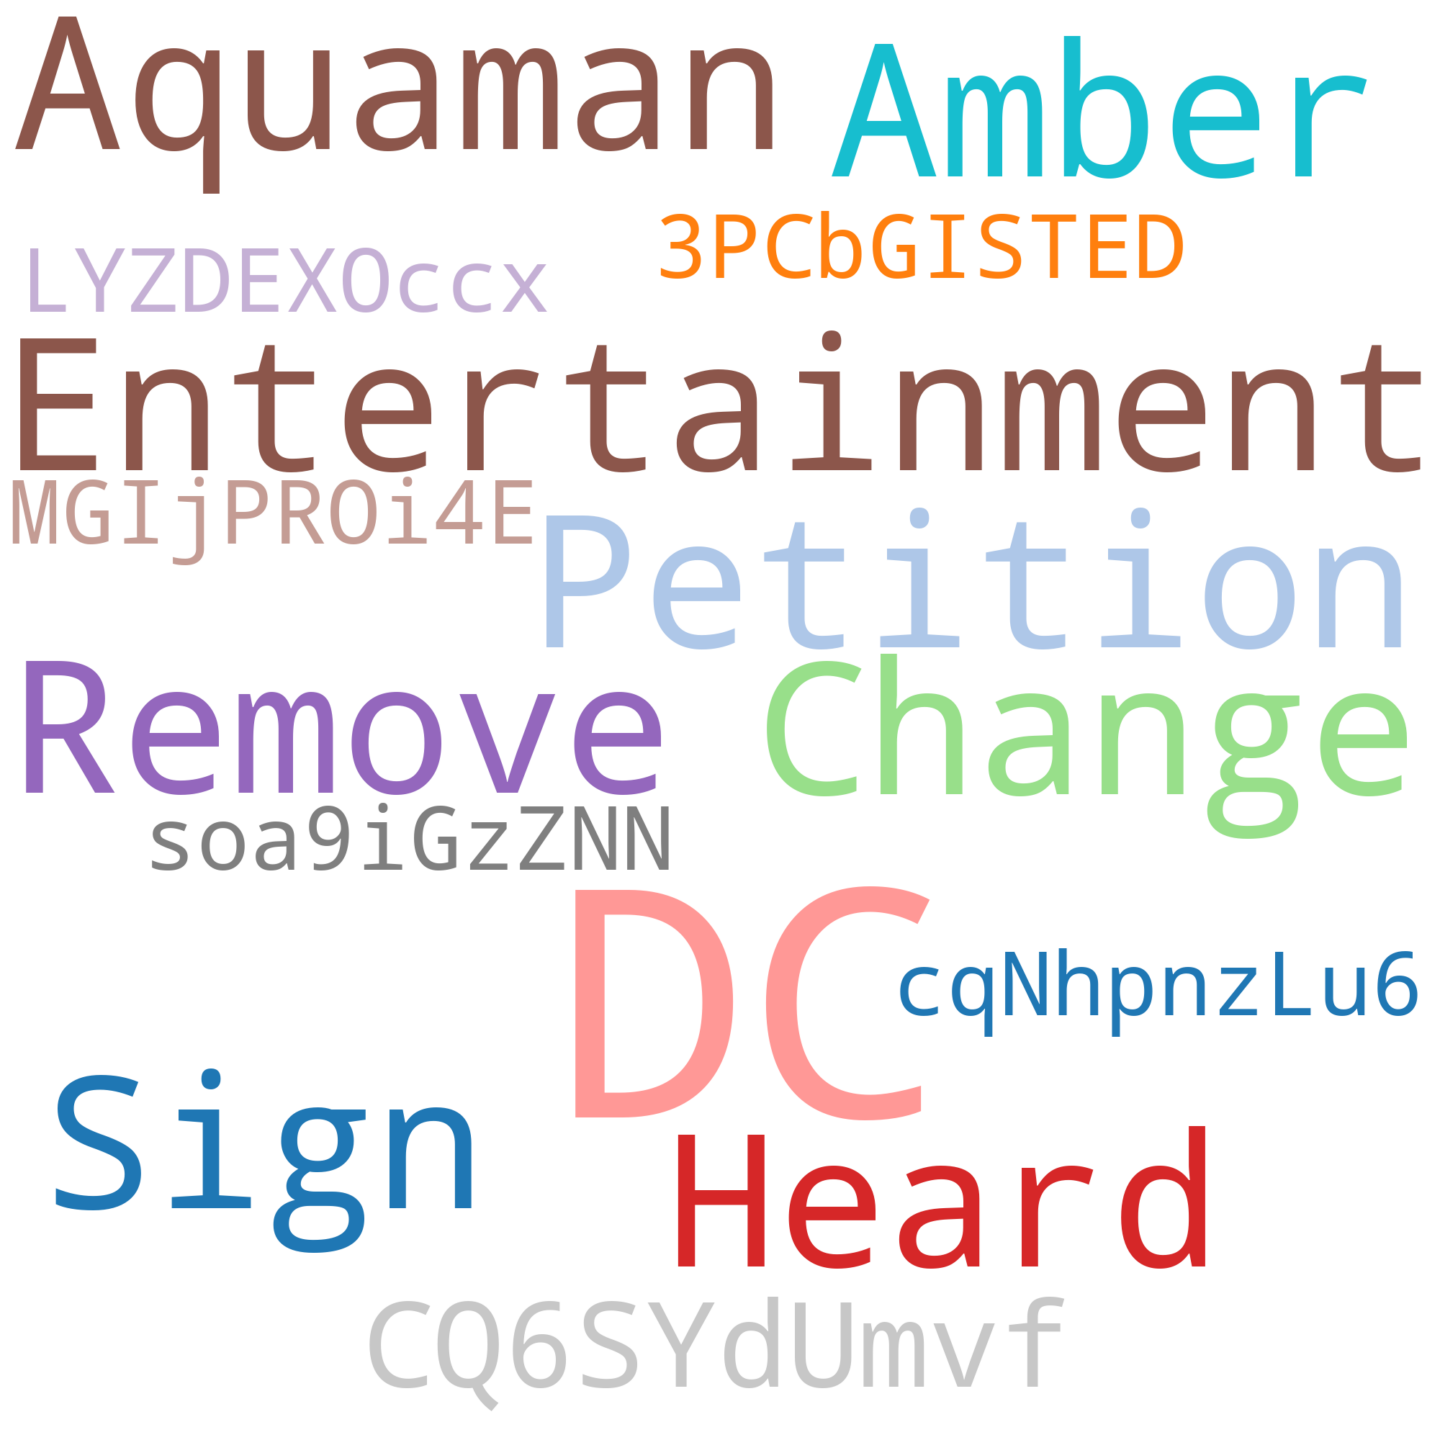 Aquaman Amber
LYZDEXOccx 3PCbGISTED
Entertainment
MGIjPROi4E Petition
Remove Change
soa9iGzZNN
DC cqNhpnzLu6
Sign Heard
CQ6SYdUmvf